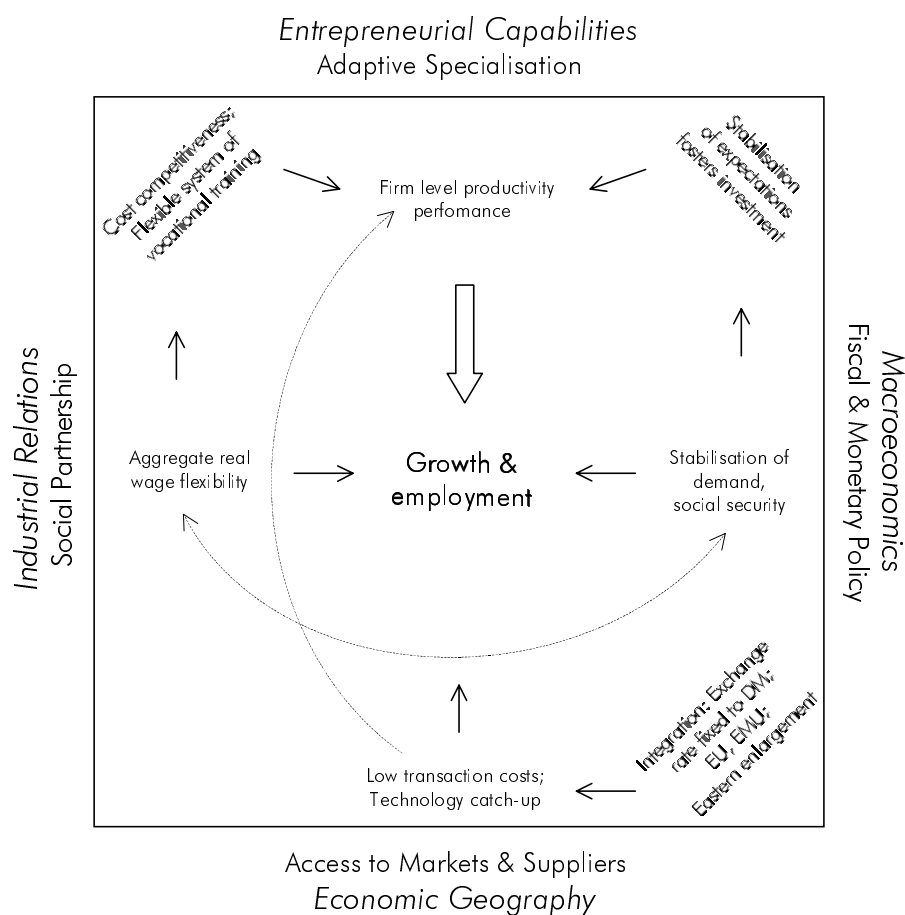 Entrepreneurial Capabilities
Adaptive Specialisation
Cost competitiveness;
Flexible system of
vocational training
Firm level productivity
perfomance
Stabilisation
of expectations
fosters investment
Industrial Relations
Social Partnership
Aggregate real
wage flexibility
Growth &
employment
Stabilisation of
demand,
social security
Macroeconomics
Fiscal & Monetary Policy
Integration: Exchange
rate fixed to DM;
EU, EMU;
Eastern enlargement
Low transaction costs;
Technology catch-up
Access to Markets & Suppliers
Economic Geography